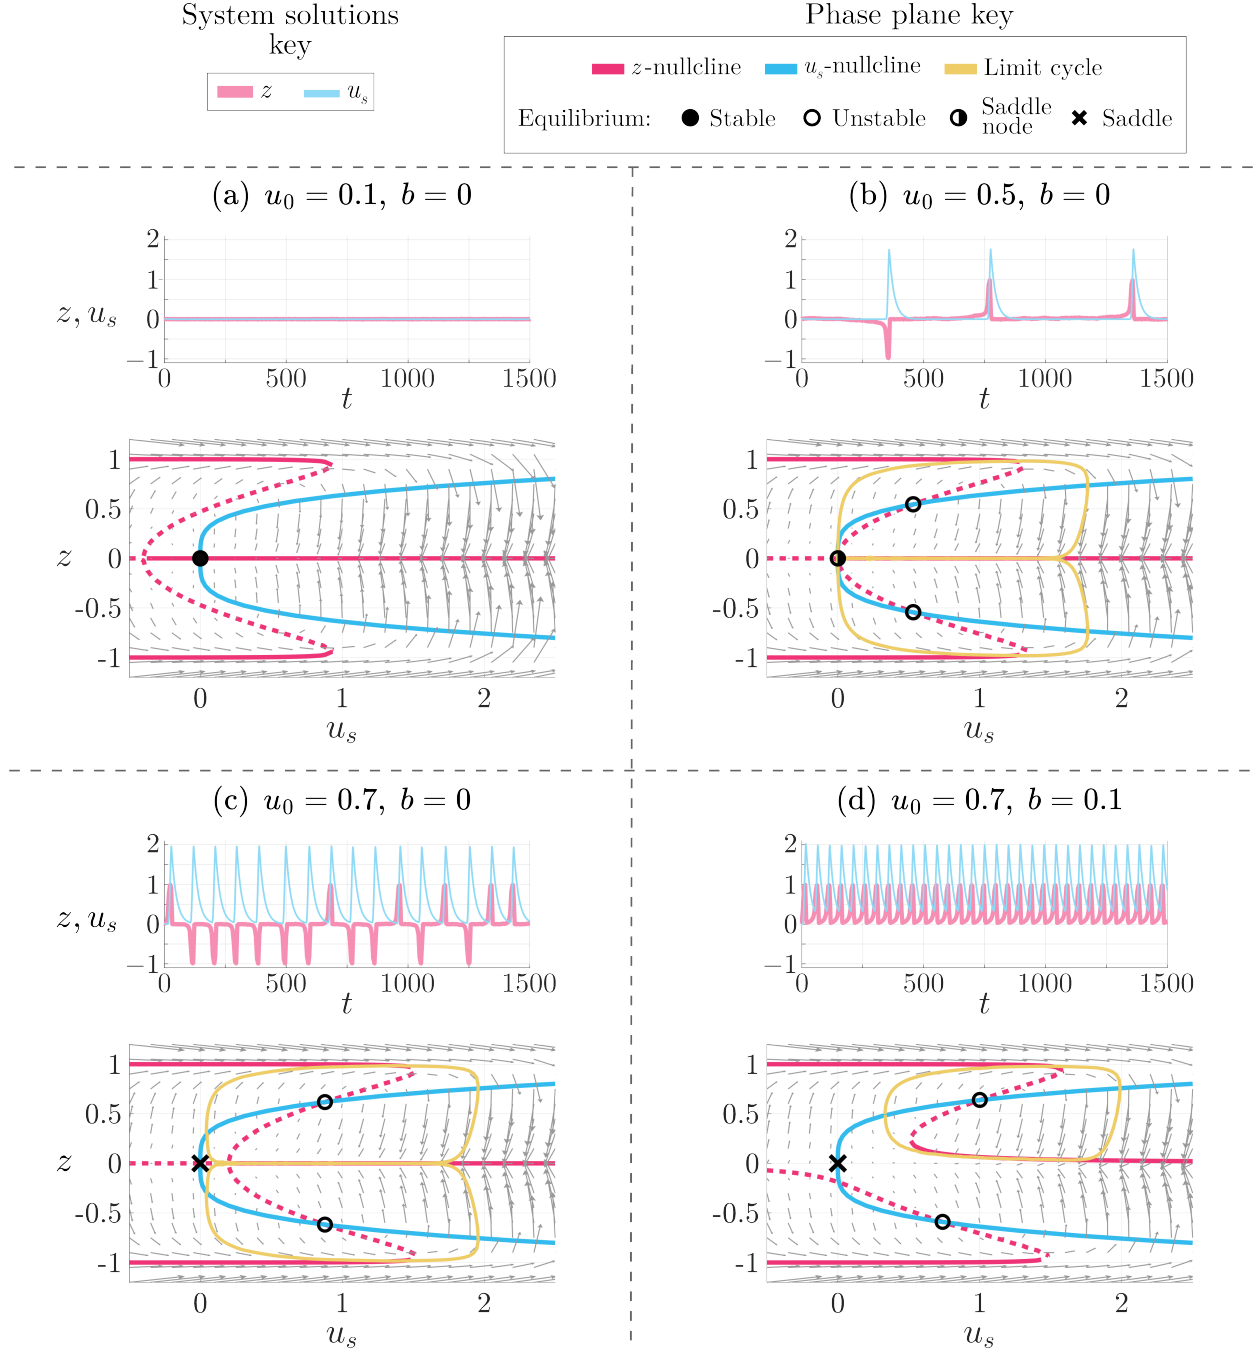 System solutions
key
z
u_s
Phase plane key
z-nullcline
u_s-nullcline
Limit cycle
Equilibrium:
Stable
Unstable
Saddle
node
Saddle
(a) u_0 = 0.1, b = 0
2
1
0
−1
z, u_s
0
500
1000
1500
t
1
0.5
0
-0.5
-1
z
0
1
2
u_s
(b) u_0 = 0.5, b = 0
2
1
0
−1
0
500
1000
1500
t
1
0.5
0
-0.5
-1
0
1
2
u_s
(c) u_0 = 0.7, b = 0
2
1
0
−1
z, u_s
0
500
1000
1500
t
1
0.5
0
-0.5
-1
z
0
1
2
u_s
(d) u_0 = 0.7, b = 0.1
2
1
0
−1
0
500
1000
1500
t
1
0.5
0
-0.5
-1
0
1
2
u_s